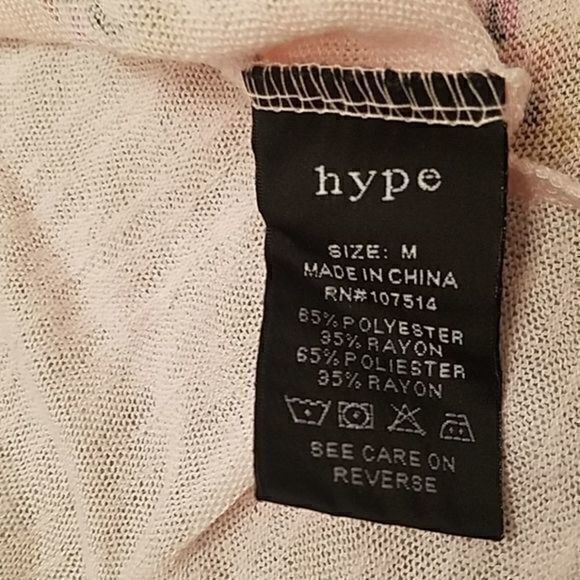 hype
SIZE: M
MADE IN CHINA
RN#107514
65% POLYESTER
35% RAYON
65% POLIESTER
35% RAYON
SEE CARE ON
REVERSE